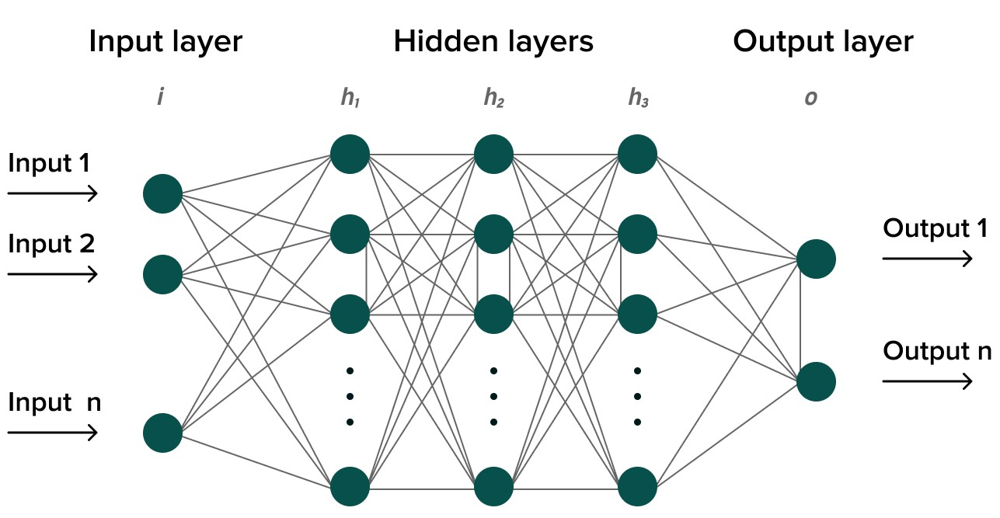 Input layer
Hidden layers
Output layer
i
h₁
h₂
h₃
o
Input 1
Input 2
Input n
Output 1
Output n